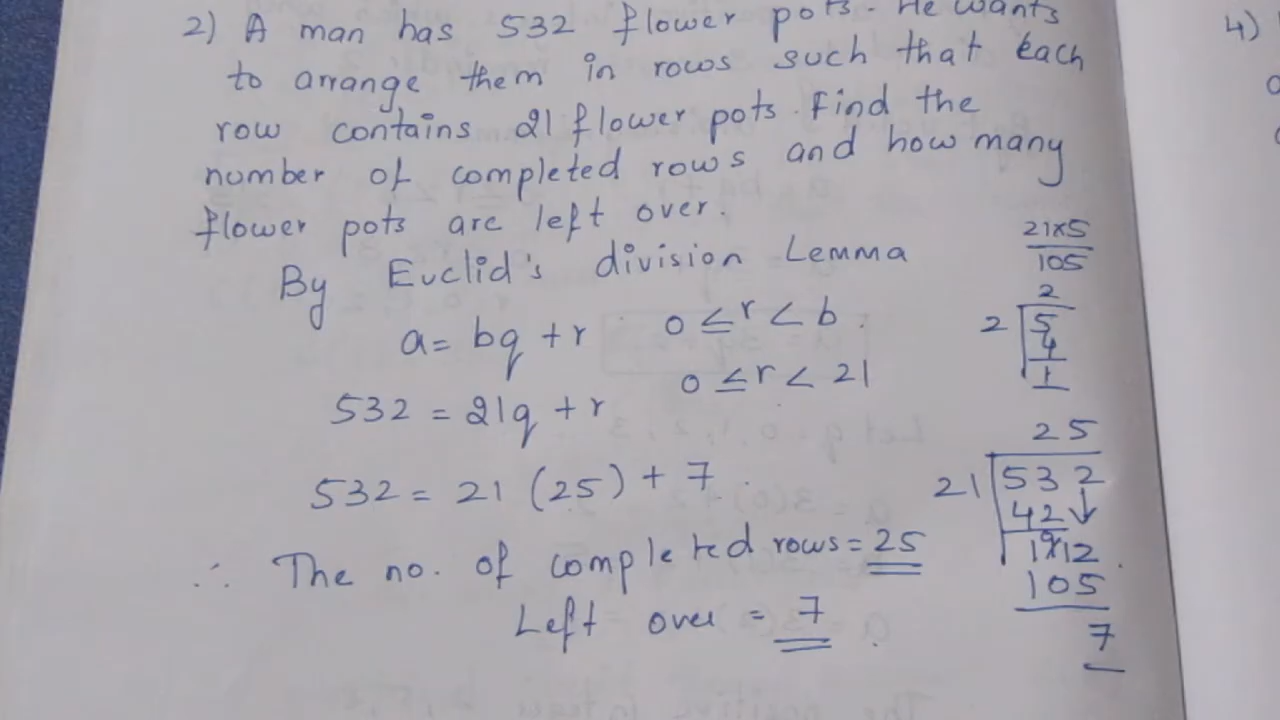 2) A man has 532 flower pots. He wants
to arrange them in rows such that each
row contains 21 flower pots. Find the
number of completed rows and how many
flower pots are left over.
By Euclid's division Lemma
a = bq + r 0 ≤ r < b
532 = 21q + r 0 ≤ r < 21
532 = 21 (25) + 7
∴ The no. of completed rows = 25
Left over = 7
21x5
105
2
2 5
4
1
25
21 532
42
112
105
7
4)